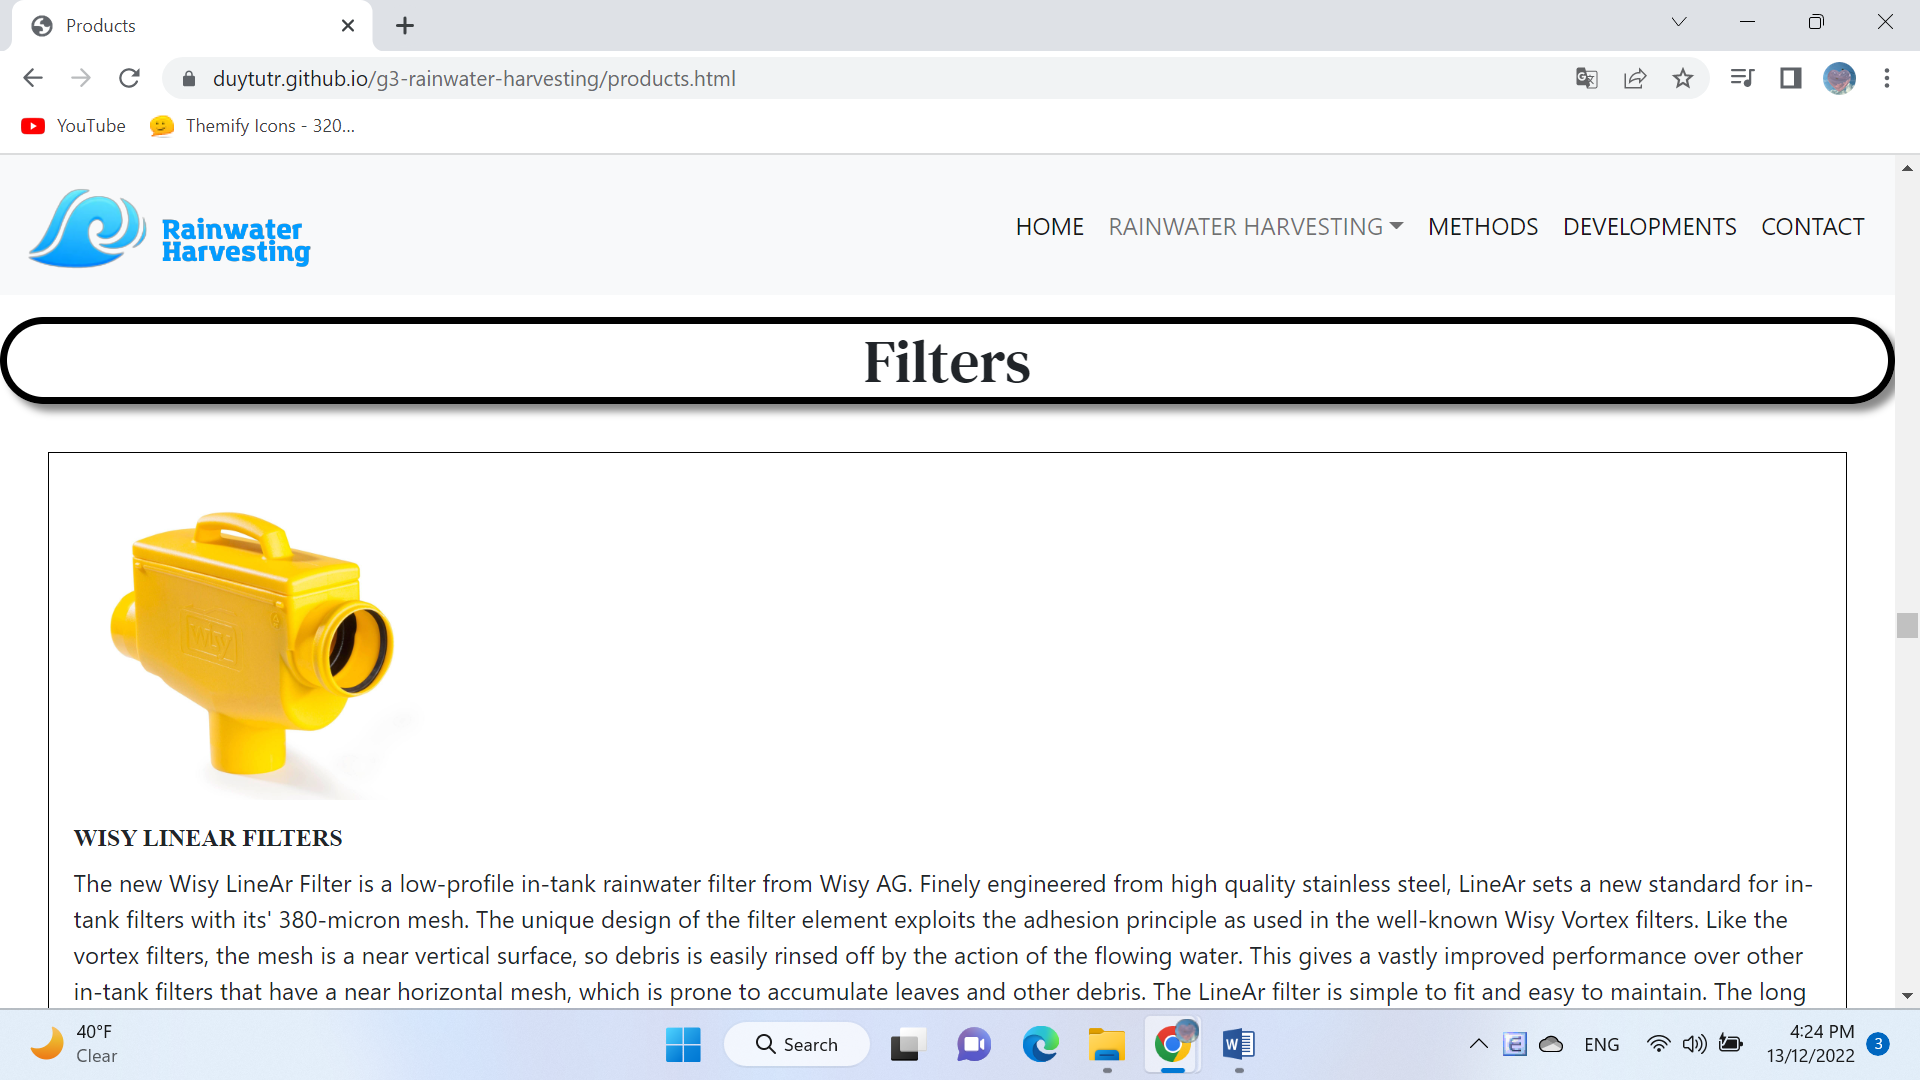 Products
duytutr.github.io/g3-rainwater-harvesting/products.html
YouTube
Themify Icons - 320...
Rainwater
Harvesting
HOME
RAINWATER HARVESTING
METHODS
DEVELOPMENTS
CONTACT
Filters
wisy
WISY LINEAR FILTERS
The new Wisy LineAr Filter is a low-profile in-tank rainwater filter from Wisy AG. Finely engineered from high quality stainless steel, LineAr sets a new standard for in-
tank filters with its' 380-micron mesh. The unique design of the filter element exploits the adhesion principle as used in the well-known Wisy Vortex filters. Like the
vortex filters, the mesh is a near vertical surface, so debris is easily rinsed off by the action of the flowing water. This gives a vastly improved performance over other
in-tank filters that have a near horizontal mesh, which is prone to accumulate leaves and other debris. The LineAr filter is simple to fit and easy to maintain. The long
40°F
Clear
Search
W
E
ENG
4:24 PM
13/12/2022
3